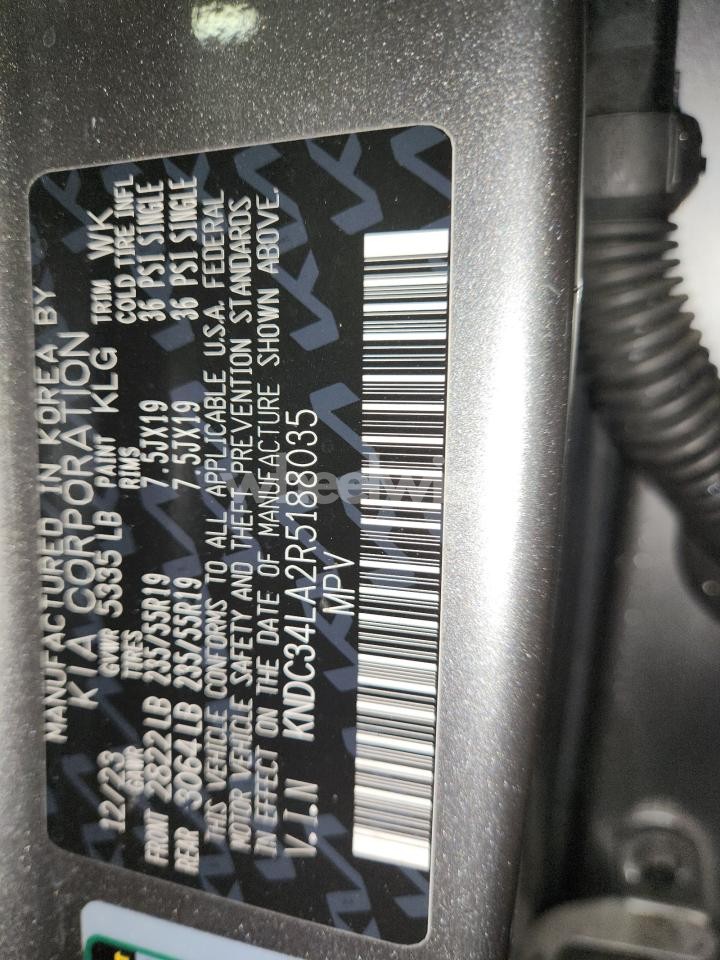 MANUFACTURED IN KOREA BY
KIA CORPORATION
12/23 GVWR 5335 LB PAINT KLG TRIM WK
GAWR TIRES RIMS COLD TIRE INFL
FRONT 2822 LB 235/55R19 7.5JX19 36 PSI SINGLE
REAR 3064 LB 235/55R19 7.5JX19 36 PSI SINGLE
THIS VEHICLE CONFORMS TO ALL APPLICABLE U.S.A. FEDERAL
MOTOR VEHICLE SAFETY AND THEFT PREVENTION STANDARDS
IN EFFECT ON THE DATE OF MANUFACTURE SHOWN ABOVE.
V.I.N KNDC34LA2R5188035
MPV